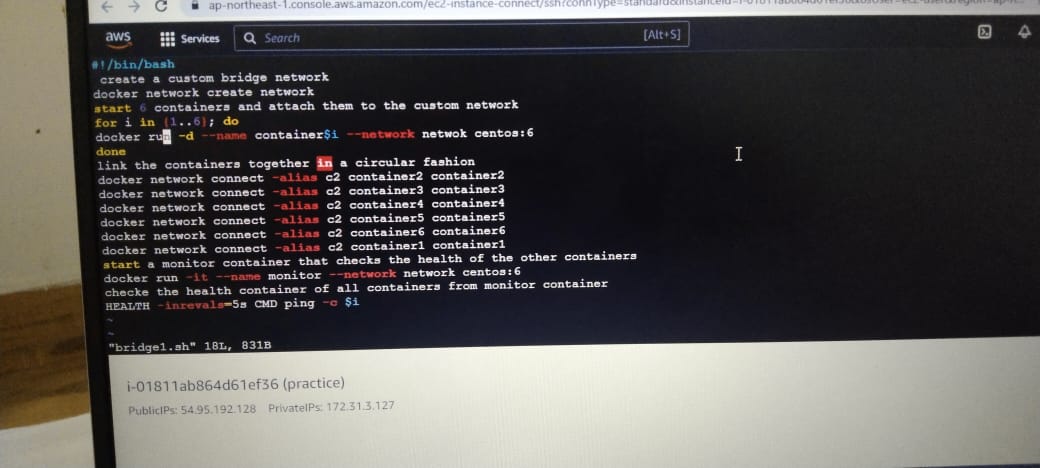 ap-northeast-1.console.aws.amazon.com/ec2-instance-connect/ssh?connType=standard&instanceId=i-01811ab864d61ef36&osUser=ec2-user&region=ap-
aws Services Search [Alt+S]
#!/bin/bash
create a custom bridge network
docker network create network
start 6 containers and attach them to the custom network
for i in {1..6}; do
docker run -d --name container$i --network netwok centos:6
done
link the containers together in a circular fashion
docker network connect -alias c2 container2 container2
docker network connect -alias c2 container3 container3
docker network connect -alias c2 container4 container4
docker network connect -alias c2 container5 container5
docker network connect -alias c2 container6 container6
docker network connect -alias c2 container1 container1
start a monitor container that checks the health of the other containers
docker run -it --name monitor --network network centos:6
checke the health container of all containers from monitor container
HEALTH -inrevals=5s CMD ping -c $i
~
~
"bridge1.sh" 18L, 831B
i-01811ab864d61ef36 (practice)
PublicIPs: 54.95.192.128 PrivateIPs: 172.31.3.127